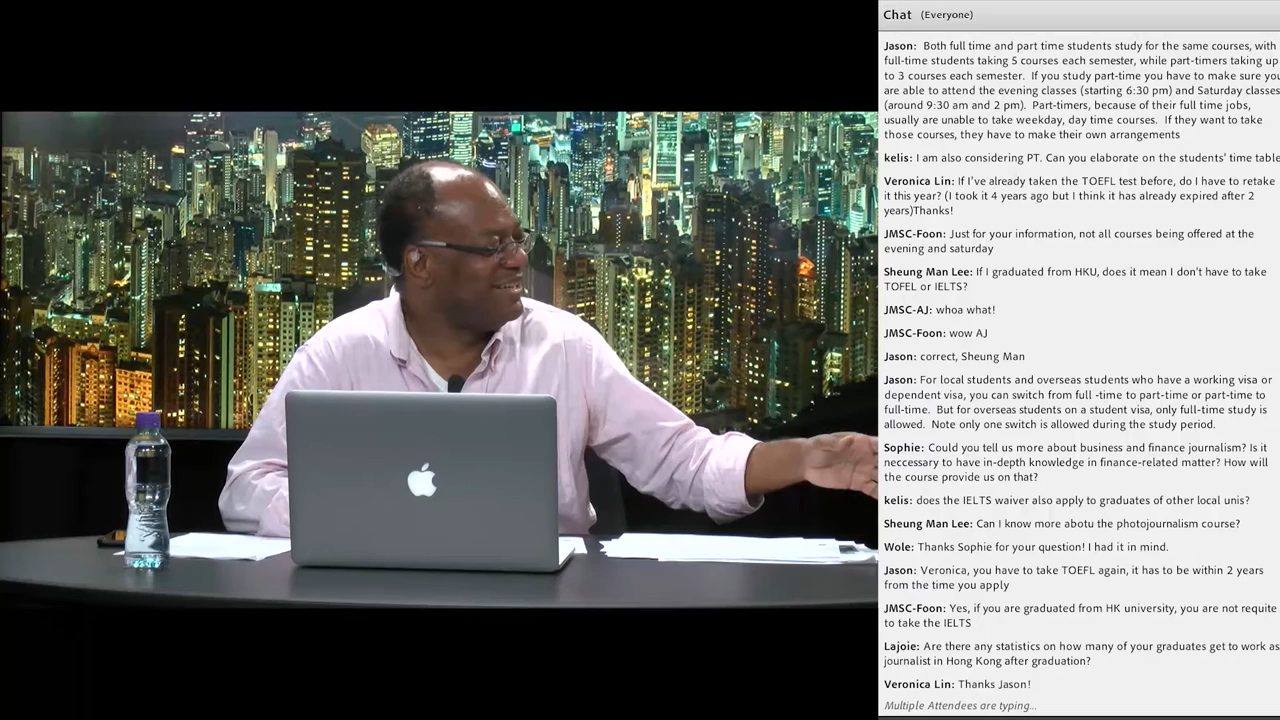 Chat (Everyone)
Jason: Both full time and part time students study for the same courses, with
full-time students taking 5 courses each semester, while part-timers taking up
to 3 courses each semester. If you study part-time you have to make sure you
are able to attend the evening classes (starting 6:30 pm) and Saturday classes
(around 9:30 am and 2 pm). Part-timers, because of their full time jobs,
usually are unable to take weekday, day time courses. If they want to take
those courses, they have to make their own arrangements
kelis: I am also considering PT. Can you elaborate on the students' time table
Veronica Lin: If I've already taken the TOEFL test before, do I have to retake
it this year? (I took it 4 years ago but I think it has already expired after 2
years)Thanks!
JMSC-Foon: Just for your information, not all courses being offered at the
evening and saturday
Sheung Man Lee: If I graduated from HKU, does it mean I don't have to take
TOFEL or IELTS?
JMSC-AJ: whoa what!
JMSC-Foon: wow AJ
Jason: correct, Sheung Man
Jason: For local students and overseas students who have a working visa or
dependent visa, you can switch from full -time to part-time or part-time to
full-time. But for overseas students on a student visa, only full-time study is
allowed. Note only one switch is allowed during the study period.
Sophie: Could you tell us more about business and finance journalism? Is it
neccessary to have in-depth knowledge in finance-related matter? How will
the course provide us on that?
kelis: does the IELTS waiver also apply to graduates of other local unis?
Sheung Man Lee: Can I know more abotu the photojournalism course?
Wole: Thanks Sophie for your question! I had it in mind.
Jason: Veronica, you have to take TOEFL again, it has to be within 2 years
from the time you apply
JMSC-Foon: Yes, if you are graduated from HK university, you are not requite
to take the IELTS
Lajoie: Are there any statistics on how many of your graduates get to work as
journalist in Hong Kong after graduation?
Veronica Lin: Thanks Jason!
Multiple Attendees are typing...